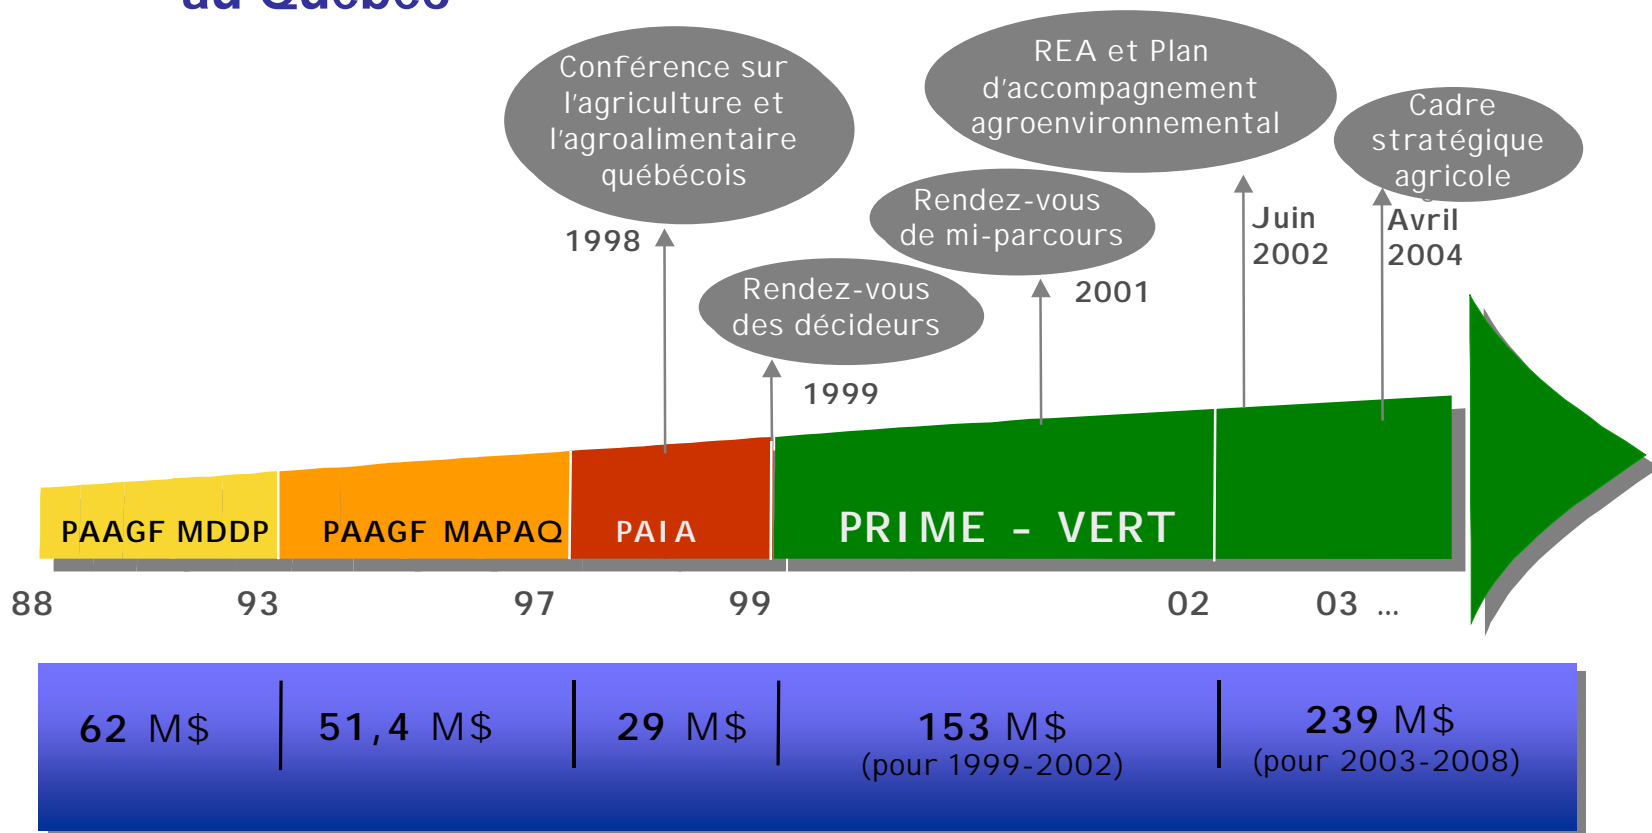 au Québec
Conférence sur
l'agriculture et
l'agroalimentaire
québécois
1998
Rendez-vous
des décideurs
1999
Rendez-vous
de mi-parcours
2001
REA et Plan
d'accompagnement
agroenvironnemental
Juin
2002
Cadre
stratégique
agricole
Avril
2004
PAAGF MDDP
PAAGF MAPAQ
PAIA
PRIME - VERT
88 93 97 99 02 03 ...
62 M$
51,4 M$
29 M$
153 M$
(pour 1999-2002)
239 M$
(pour 2003-2008)